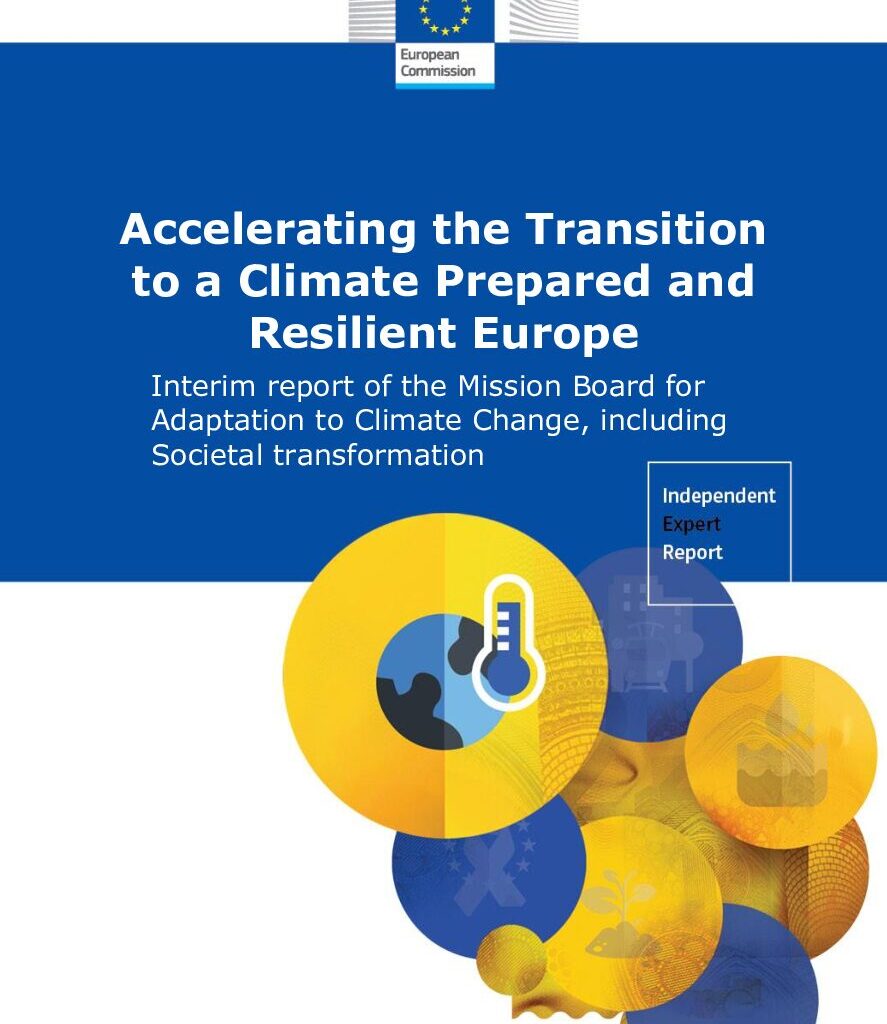 European
Commission
Accelerating the Transition
to a Climate Prepared and
Resilient Europe
Interim report of the Mission Board for
Adaptation to Climate Change, including
Societal transformation
Independent
Expert
Report